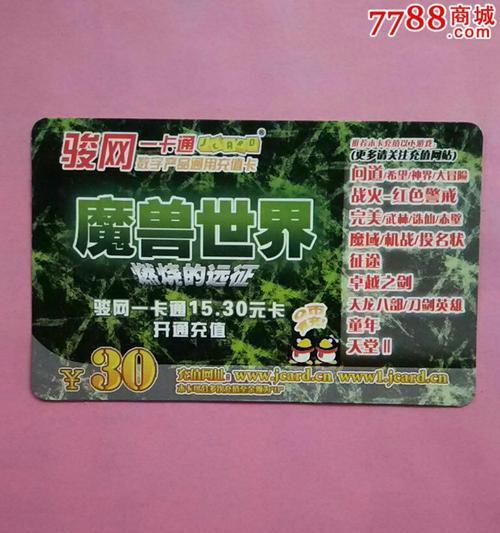 7788商城
骏网一卡通JCARD®
数字产品通用充值卡
魔兽世界
燃烧的远征
骏网一卡通15.30元卡
开通充值
推荐本卡充值以下游戏
(更多请关注充值网站)
问道/希望/神界/大冒险
战火-红色警戒
完美/武林/诛仙/赤壁
魔域/机战/投名状
征途
卓越之剑
天龙八部/刀剑英雄
童年
天堂II
¥30
充值网址:www.jcard.cn www1.jcard.cn